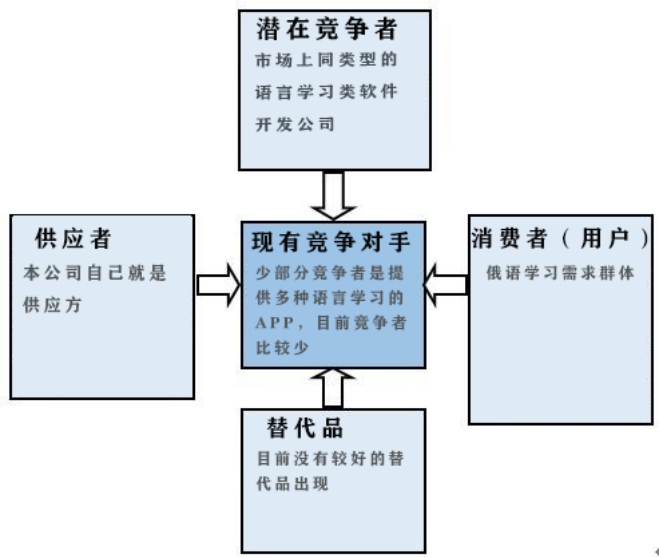 潜在竞争者
市场上同类型的
语言学习类软件
开发公司
供应者
本公司自己就是
供应方
现有竞争对手
少部分竞争者是提
供多种语言学习的
APP，目前竞争者
比较少
消费者（用户）
俄语学习需求群体
替代品
目前没有较好的替
代品出现